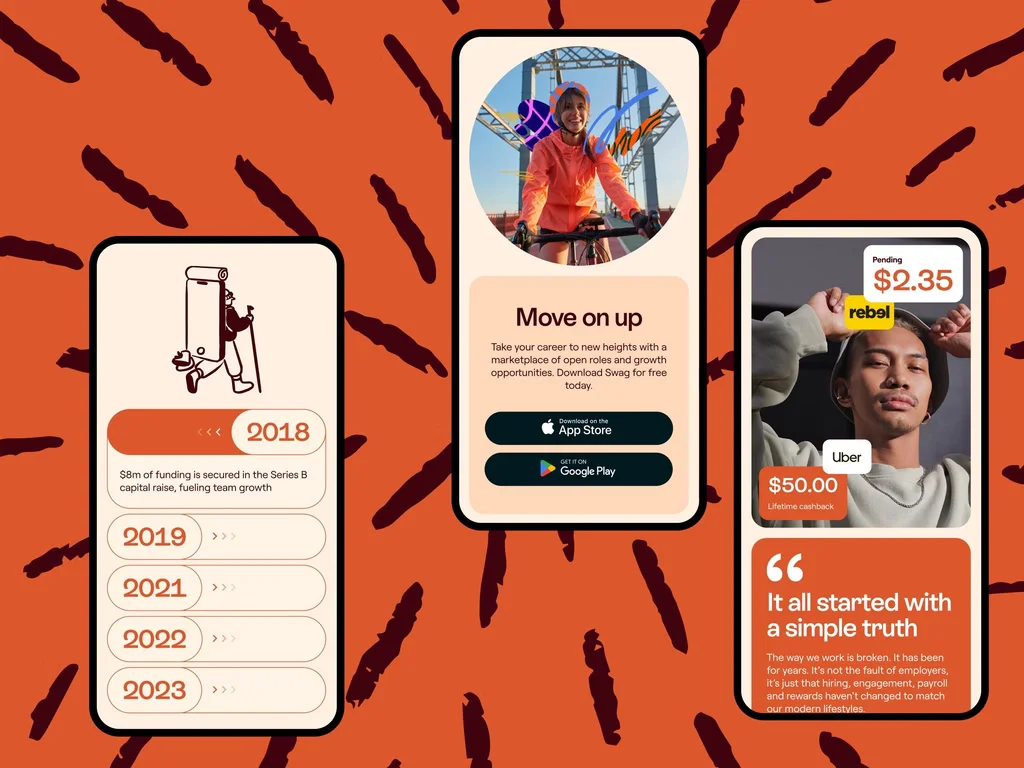 2018
$8m of funding is secured in the Series B
capital raise, fueling team growth
2019
2021
2022
2023
Move on up
Take your career to new heights with a
marketplace of open roles and growth
opportunities. Download Swag for free
today.
Download on the
App Store
GET IT ON
Google Play
Pending
$2.35
rebel
Uber
$50.00
Lifetime cashback
It all started with
a simple truth
The way we work is broken. It has been
for years. It's not the fault of employers,
it's just that hiring, engagement, payroll
and rewards haven't changed to match
our modern lifestyles.